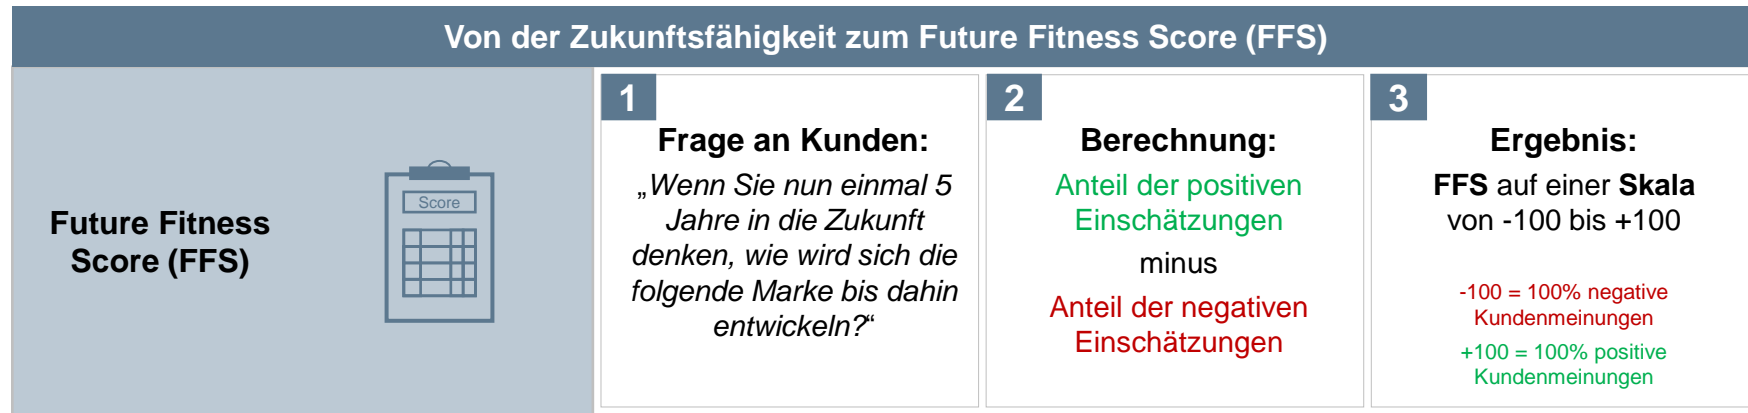 Von der Zukunftsfähigkeit zum Future Fitness Score (FFS)
Future Fitness
Score (FFS)
Score
1
Frage an Kunden:
„Wenn Sie nun einmal 5
Jahre in die Zukunft
denken, wie wird sich die
folgende Marke bis dahin
entwickeln?“
2
Berechnung:
Anteil der positiven
Einschätzungen
minus
Anteil der negativen
Einschätzungen
3
Ergebnis:
FFS auf einer Skala
von -100 bis +100
-100 = 100% negative
Kundenmeinungen
+100 = 100% positive
Kundenmeinungen